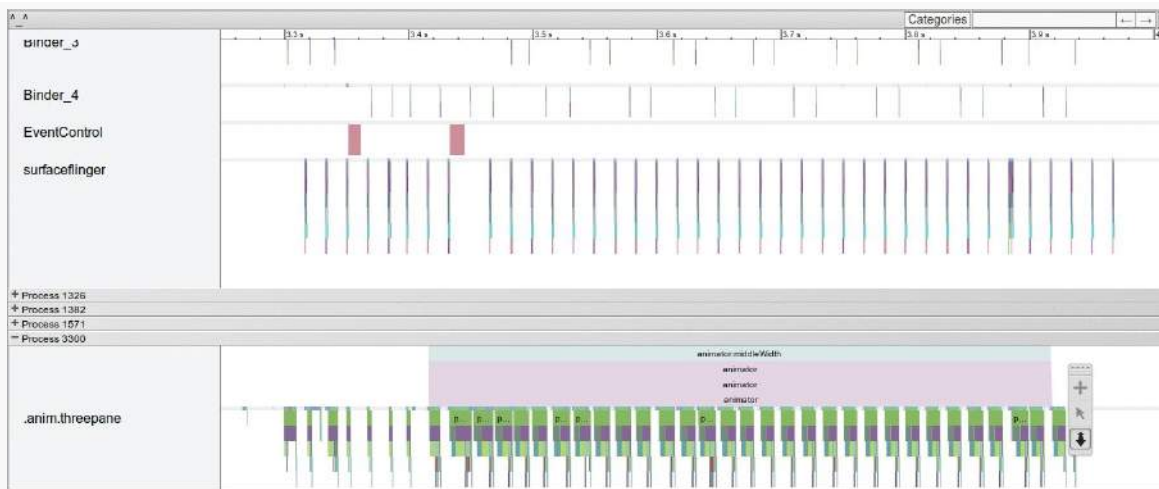 ^_^
Categories
← →
3.3 s 3.4 s 3.5 s 3.6 s 3.7 s 3.8 s 3.9 s
Binder_3
Binder_4
EventControl
surfaceflinger
+ Process 1326
+ Process 1382
+ Process 1571
− Process 3300
animator:middleWidth
animator
animator
animator
.anim.threepane
p... p... p... p... p... p... p...